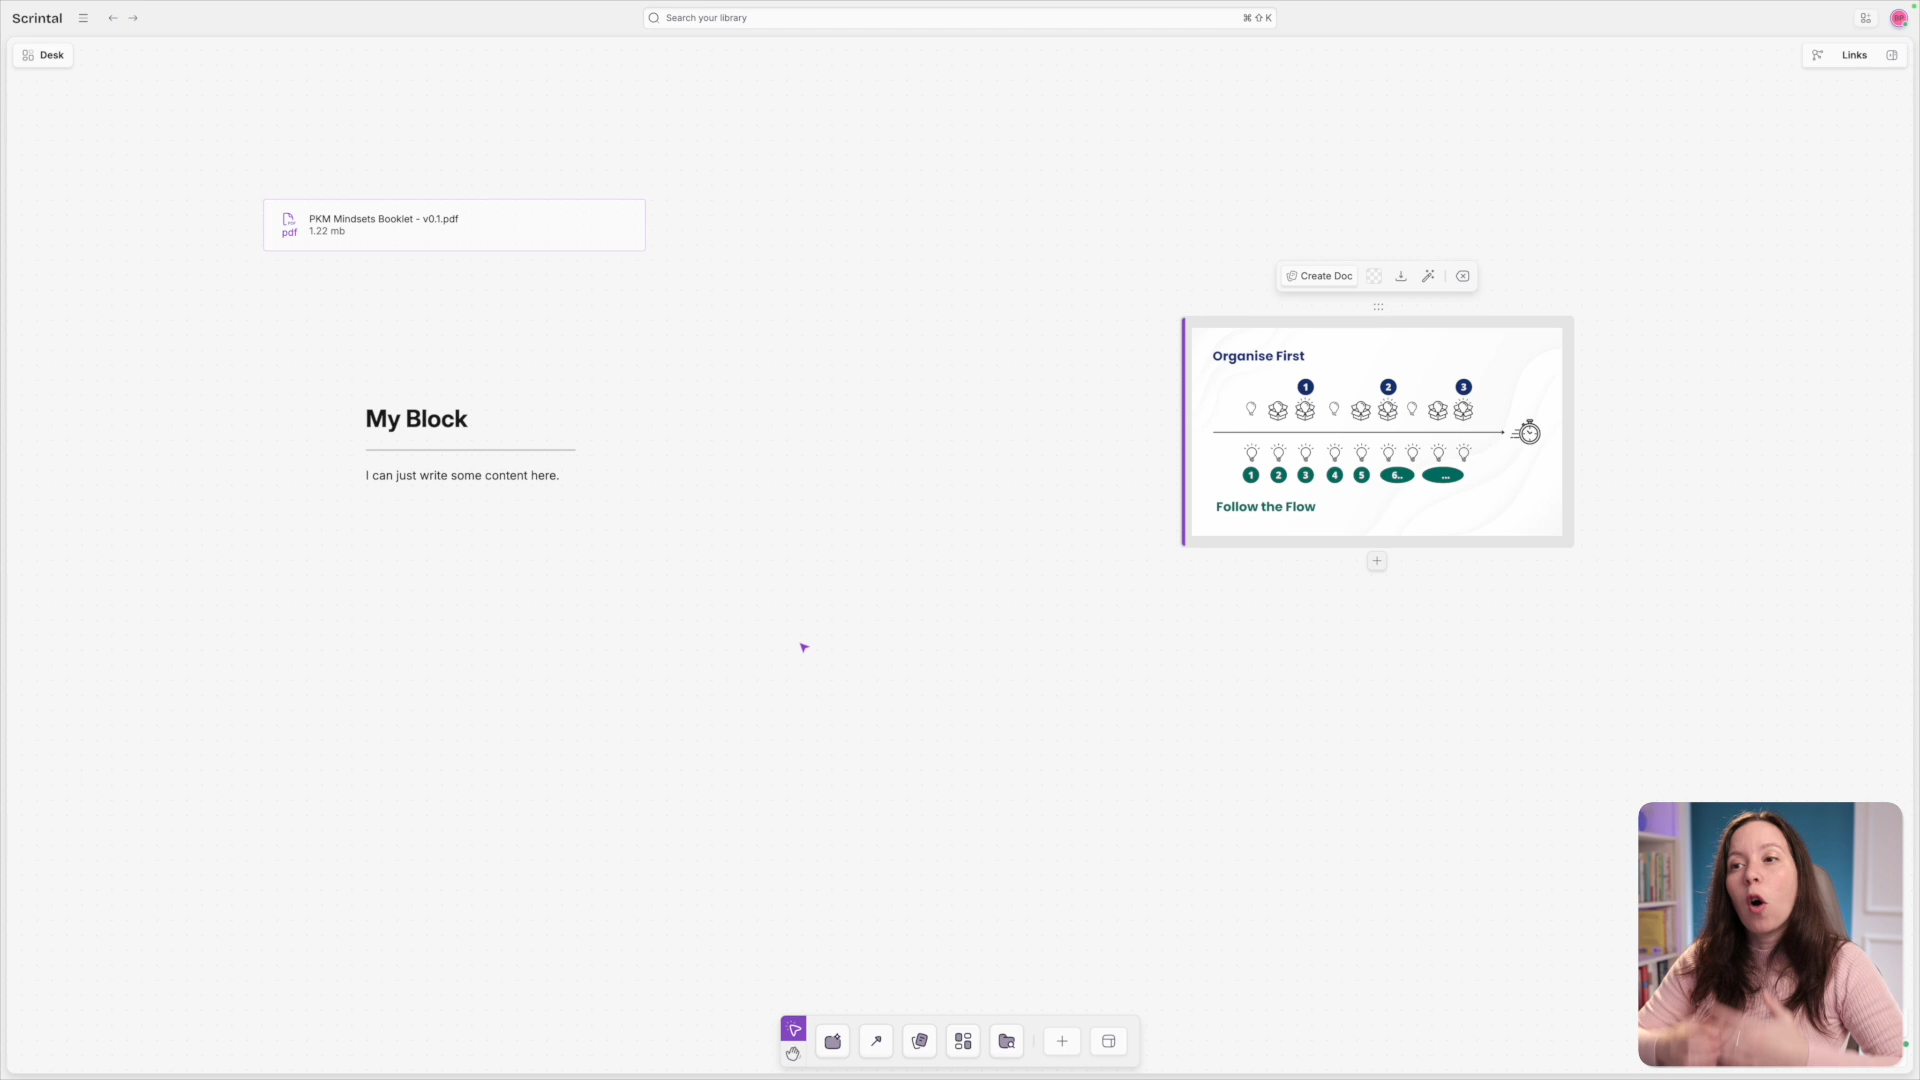 Scrintal
Search your library
⌘ ⇧ K
Desk
Links
PKM Mindsets Booklet - v0.1.pdf
pdf
1.22 mb
Create Doc
Organise First
1 2 3
1 2 3 4 5 6.. ...
Follow the Flow
My Block
I can just write some content here.